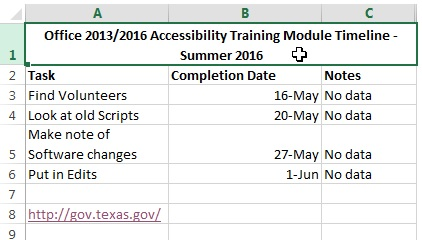 A B C
1 Office 2013/2016 Accessibility Training Module Timeline -
Summer 2016
2 Task Completion Date Notes
3 Find Volunteers 16-May No data
4 Look at old Scripts 20-May No data
Make note of
5 Software changes 27-May No data
6 Put in Edits 1-Jun No data
7
8 http://gov.texas.gov/
9